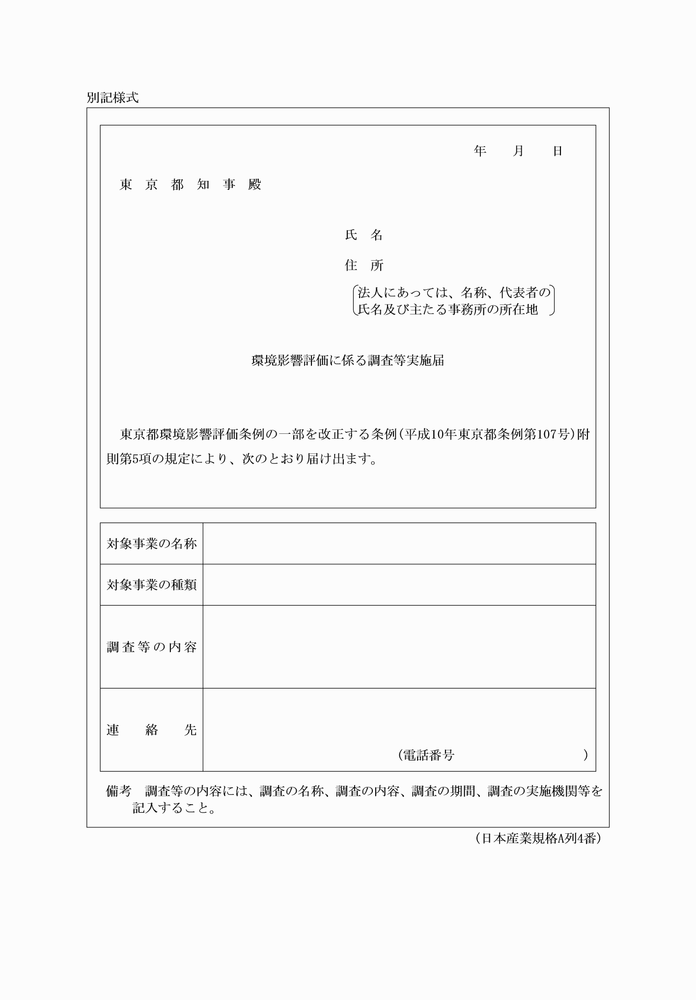 別記様式
年　　月　　日
東　京　都　知　事　殿
氏　名
住　所
法人にあっては、名称、代表者の
氏名及び主たる事務所の所在地
環境影響評価に係る調査等実施届
東京都環境影響評価条例の一部を改正する条例(平成10年東京都条例第107号)附
則第5項の規定により、次のとおり届け出ます。
対象事業の名称
対象事業の種類
調査等の内容
連　　絡　　先
(電話番号　　　　　　　　　　)
備考　調査等の内容には、調査の名称、調査の内容、調査の期間、調査の実施機関等を
記入すること。
(日本産業規格A列4番)